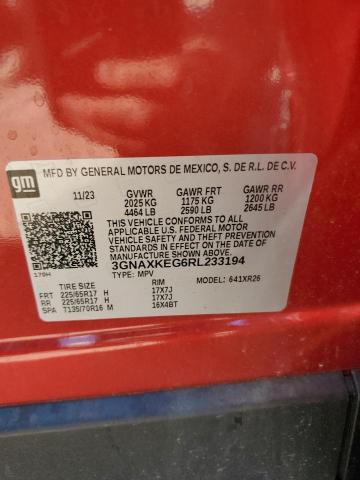 gm
MFD BY GENERAL MOTORS DE MEXICO, S. DE R.L. DE C.V.
11/23 GVWR GAWR FRT GAWR RR
2025 KG 1175 KG 1200 KG
4464 LB 2590 LB 2645 LB
THIS VEHICLE CONFORMS TO ALL
APPLICABLE U.S. FEDERAL MOTOR
VEHICLE SAFETY AND THEFT PREVENTION
STANDARDS IN EFFECT ON THE DATE OF
MANUFACTURE SHOWN ABOVE.
3GNAXKEG6RL233194
179H TYPE: MPV MODEL: 641XR26
TIRE RIM
FRT 225/65R17 H 17X7J
RR 225/65R17 H 17X7J
SPA T135/70R16 M 16X4BT